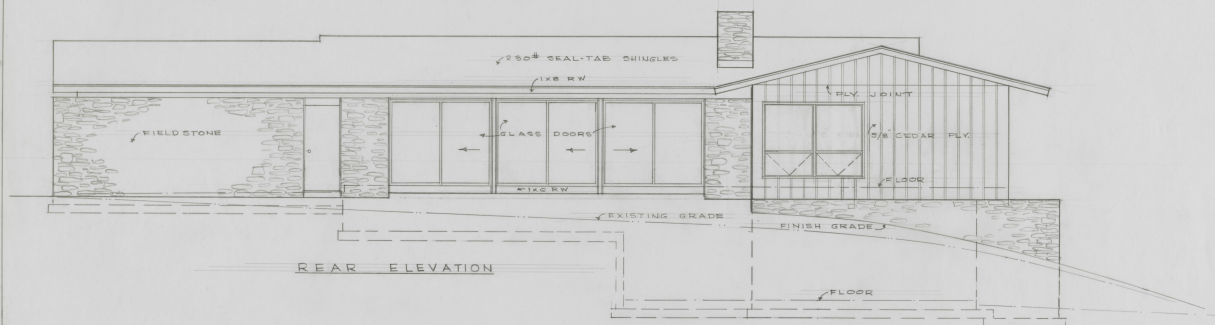 230# SEAL-TAB SHINGLES
1X8 RW
PLY. JOINT
FIELDSTONE
GLASS DOORS
5/8" CEDAR PLY.
FLOOR
1X6 RW
EXISTING GRADE
FINISH GRADE
REAR ELEVATION
FLOOR